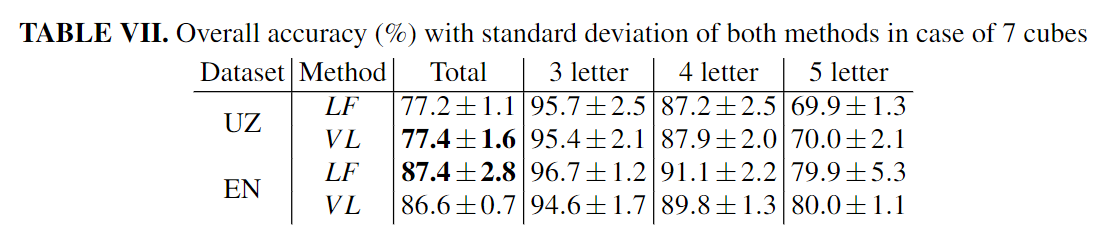 TABLE VII. Overall accuracy (%) with standard deviation of both methods in case of 7 cubes
Dataset Method Total 3 letter 4 letter 5 letter
UZ LF 77.2±1.1 95.7±2.5 87.2±2.5 69.9±1.3
VL 77.4±1.6 95.4±2.1 87.9±2.0 70.0±2.1
EN LF 87.4±2.8 96.7±1.2 91.1±2.2 79.9±5.3
VL 86.6±0.7 94.6±1.7 89.8±1.3 80.0±1.1